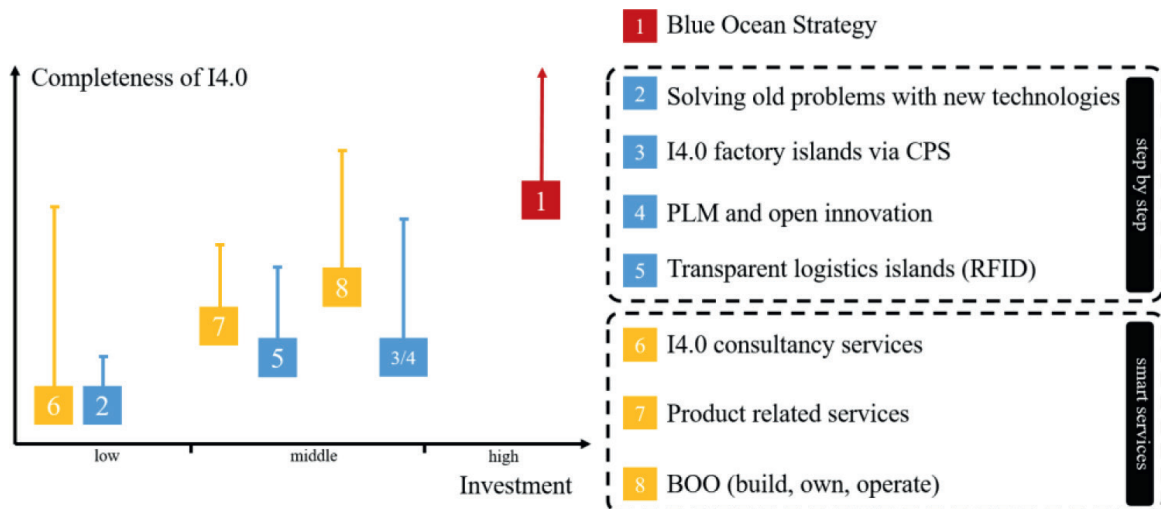 Completeness of I4.0
6
2
7
5
8
3/4
1
low
middle
high
Investment
1 Blue Ocean Strategy
2 Solving old problems with new technologies
3 I4.0 factory islands via CPS
4 PLM and open innovation
5 Transparent logistics islands (RFID)
step by step
6 I4.0 consultancy services
7 Product related services
8 BOO (build, own, operate)
smart services